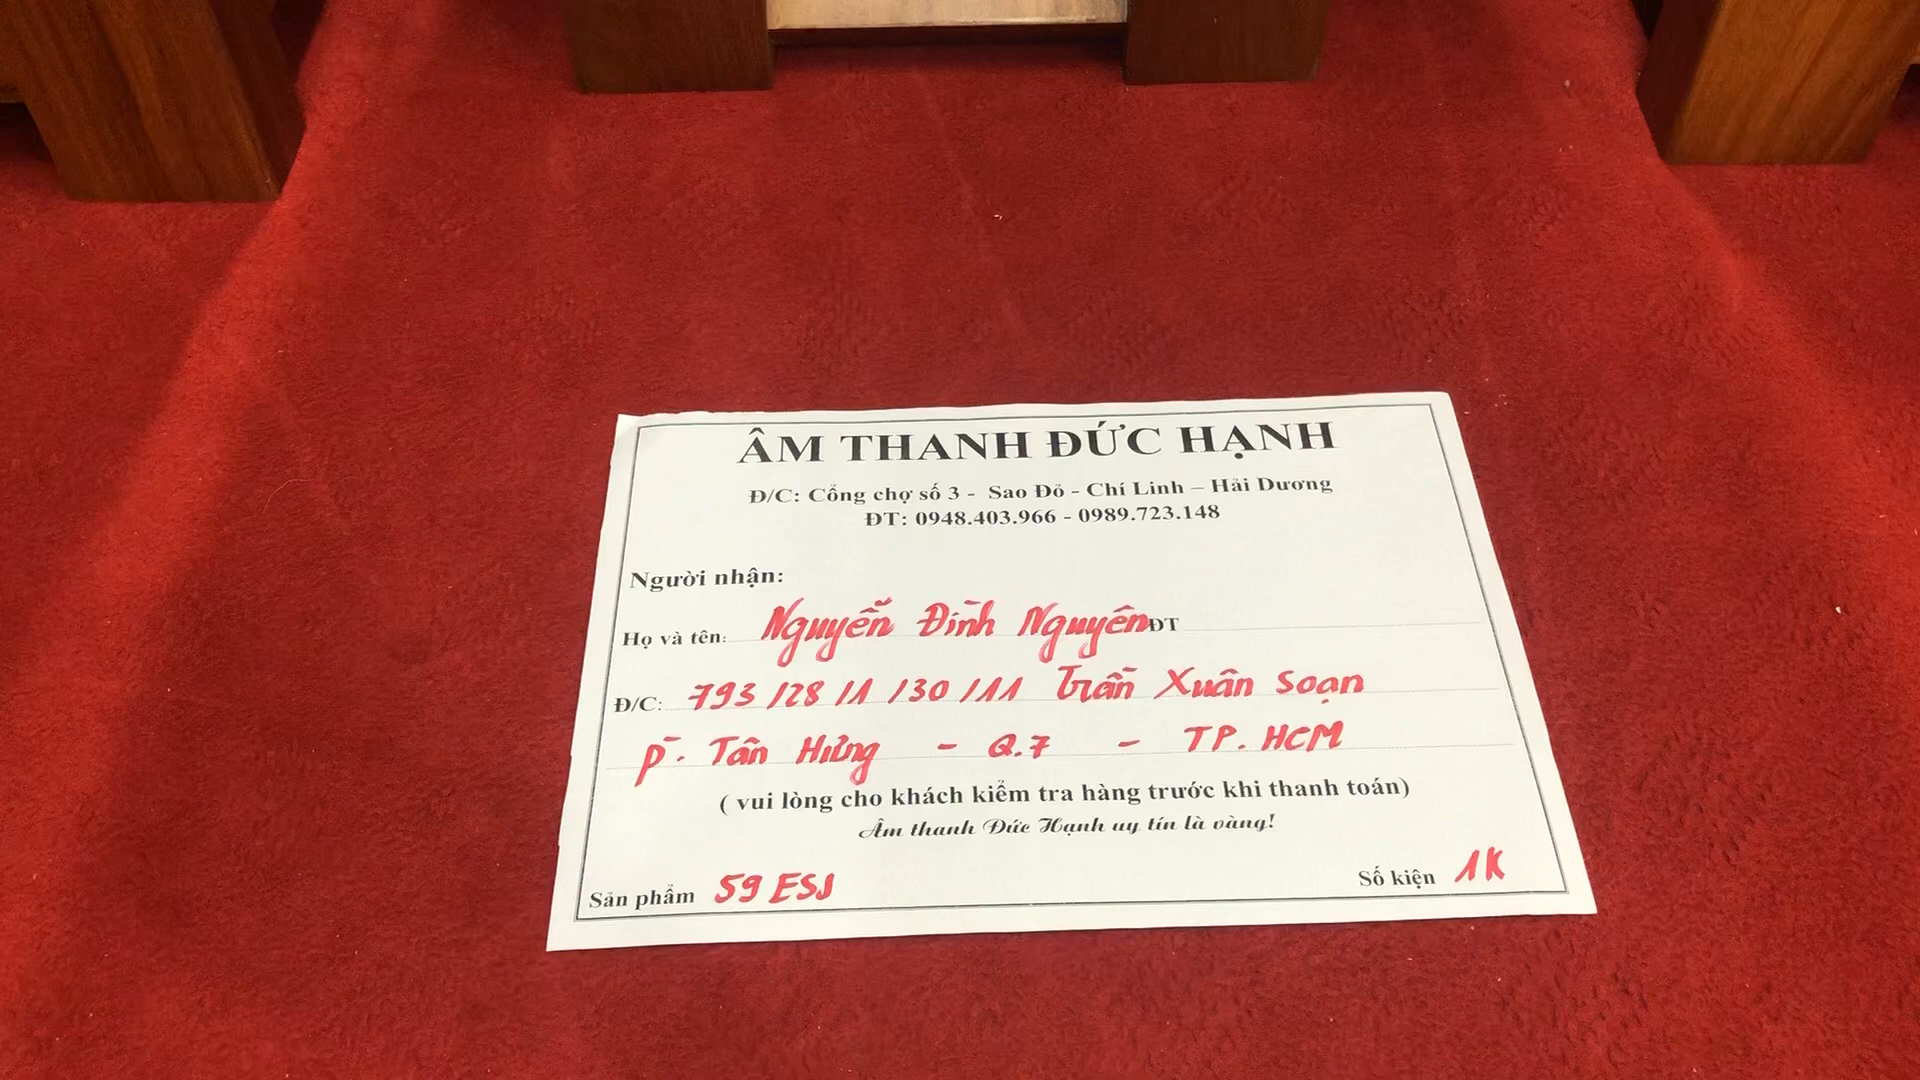 ÂM THANH ĐỨC HẠNH
Đ/C: Cổng chợ số 3 - Sao Đỏ - Chí Linh – Hải Dương
ĐT: 0948.403.966 - 0989.723.148
Người nhận:
Họ và tên: Nguyễn Đình Nguyên ĐT
Đ/C: 793/28/1/30/11 Trần Xuân Soạn
P. Tân Hưng - Q.7 - TP. HCM
( vui lòng cho khách kiểm tra hàng trước khi thanh toán)
Âm thanh Đức Hạnh uy tín là vàng!
Sản phẩm 59 ESJ Số kiện 1K